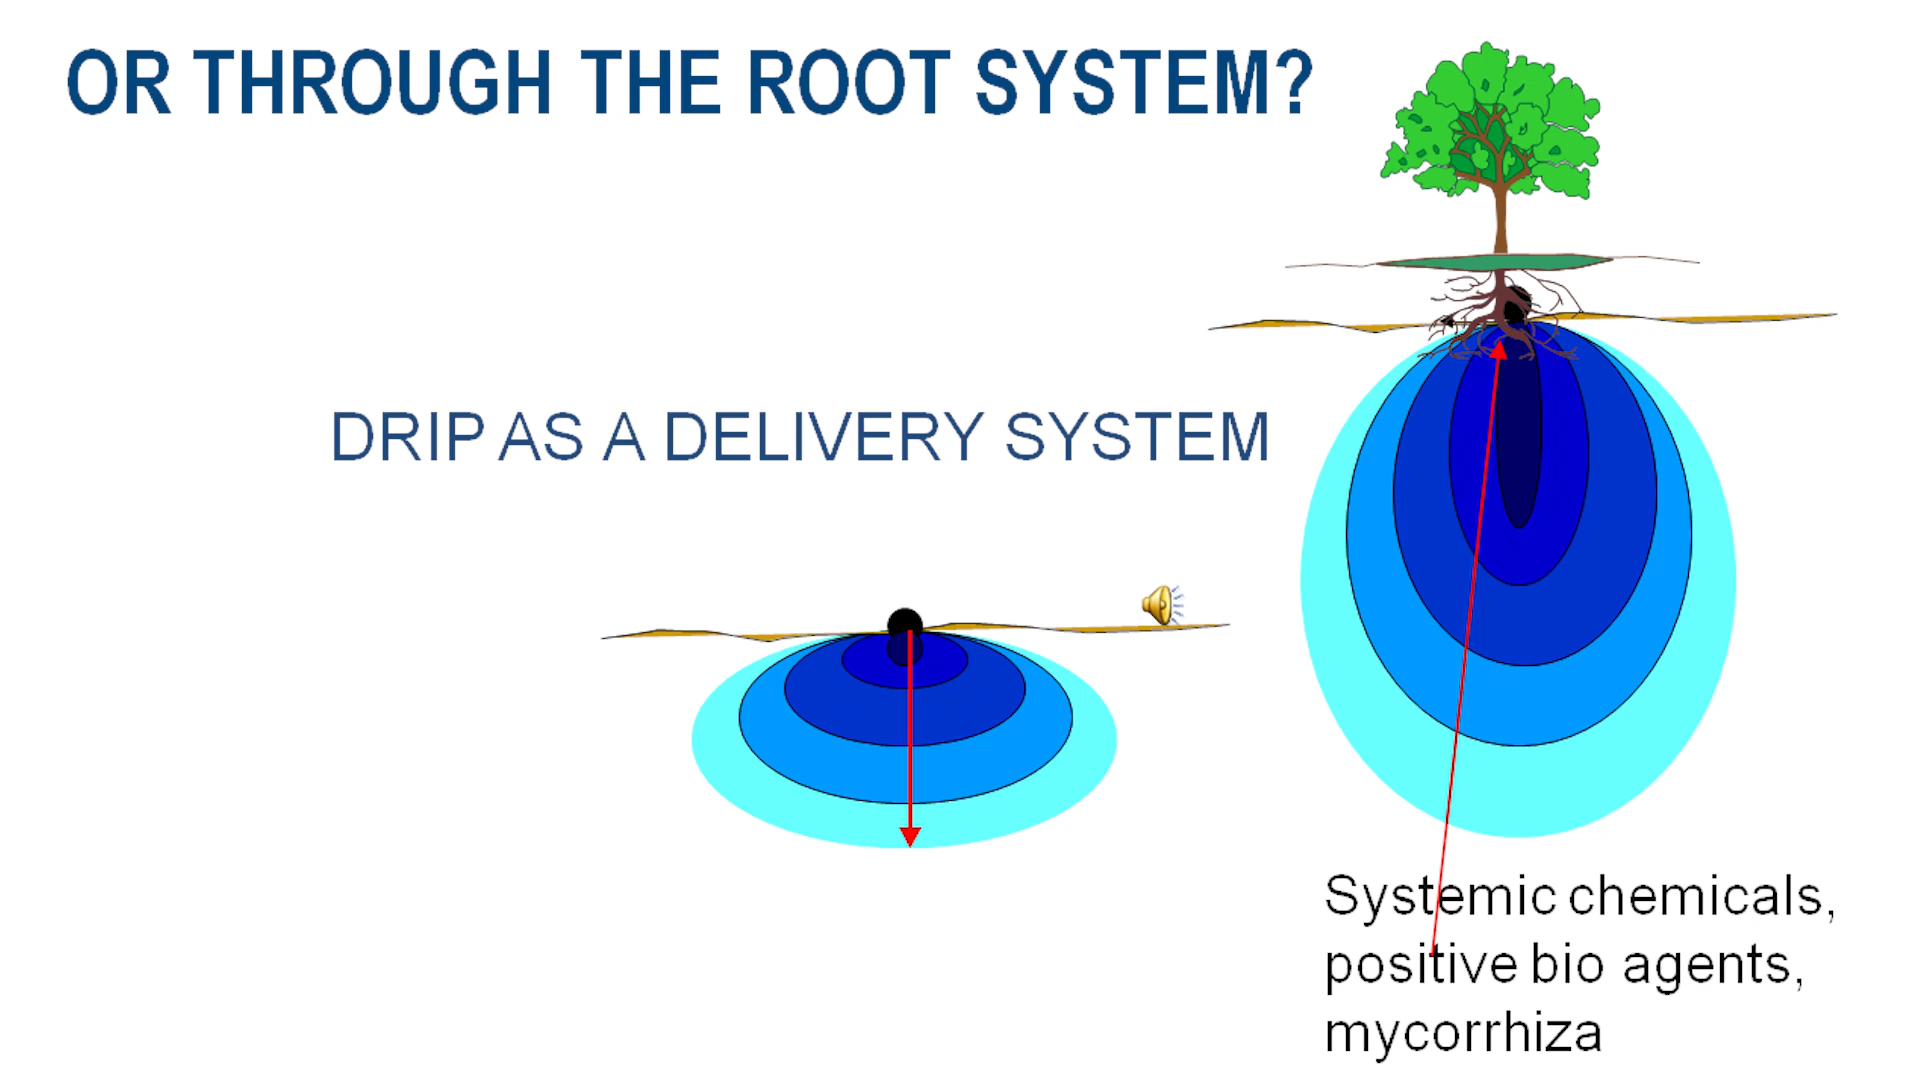 OR THROUGH THE ROOT SYSTEM?
DRIP AS A DELIVERY SYSTEM
Systemic chemicals,
positive bio agents,
mycorrhiza